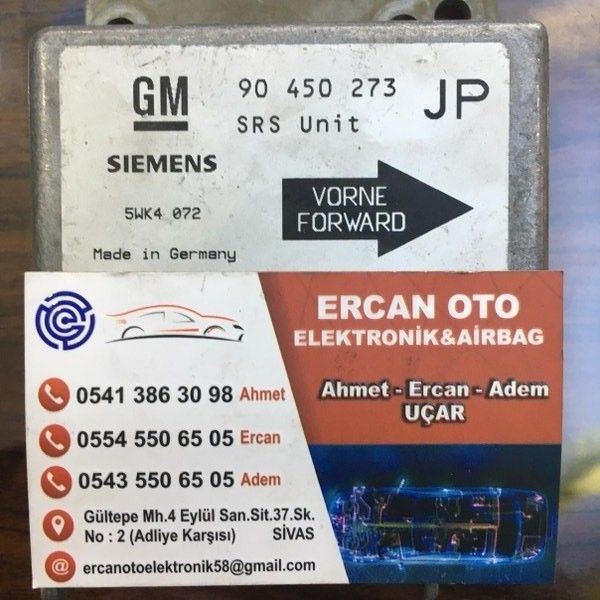 GM
90 450 273
JP
SRS Unit
SIEMENS
5WK4 072
VORNE
FORWARD
Made in Germany
ERCAN OTO
ELEKTRONİK&AİRBAG
Ahmet - Ercan - Adem
UÇAR
0541 386 30 98 Ahmet
0554 550 65 05 Ercan
0543 550 65 05 Adem
Gültepe Mh.4 Eylül San.Sit.37.Sk.
No : 2 (Adliye Karşısı) SİVAS
@ ercanotoelektronik58@gmail.com